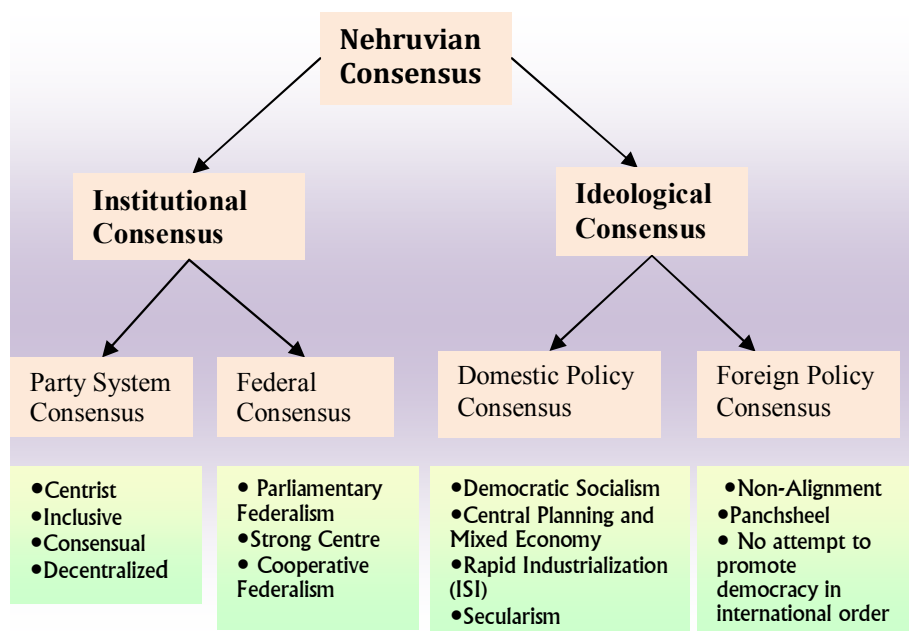 Nehruvian
Consensus
Institutional
Consensus
Ideological
Consensus
Party System
Consensus
Federal
Consensus
Domestic Policy
Consensus
Foreign Policy
Consensus
•Centrist
•Inclusive
•Consensual
•Decentralized
• Parliamentary
Federalism
•Strong Centre
• Cooperative
Federalism
•Democratic Socialism
•Central Planning and
Mixed Economy
•Rapid Industrialization
(ISI)
•Secularism
•Non-Alignment
•Panchsheel
• No attempt to
promote
democracy in
international order